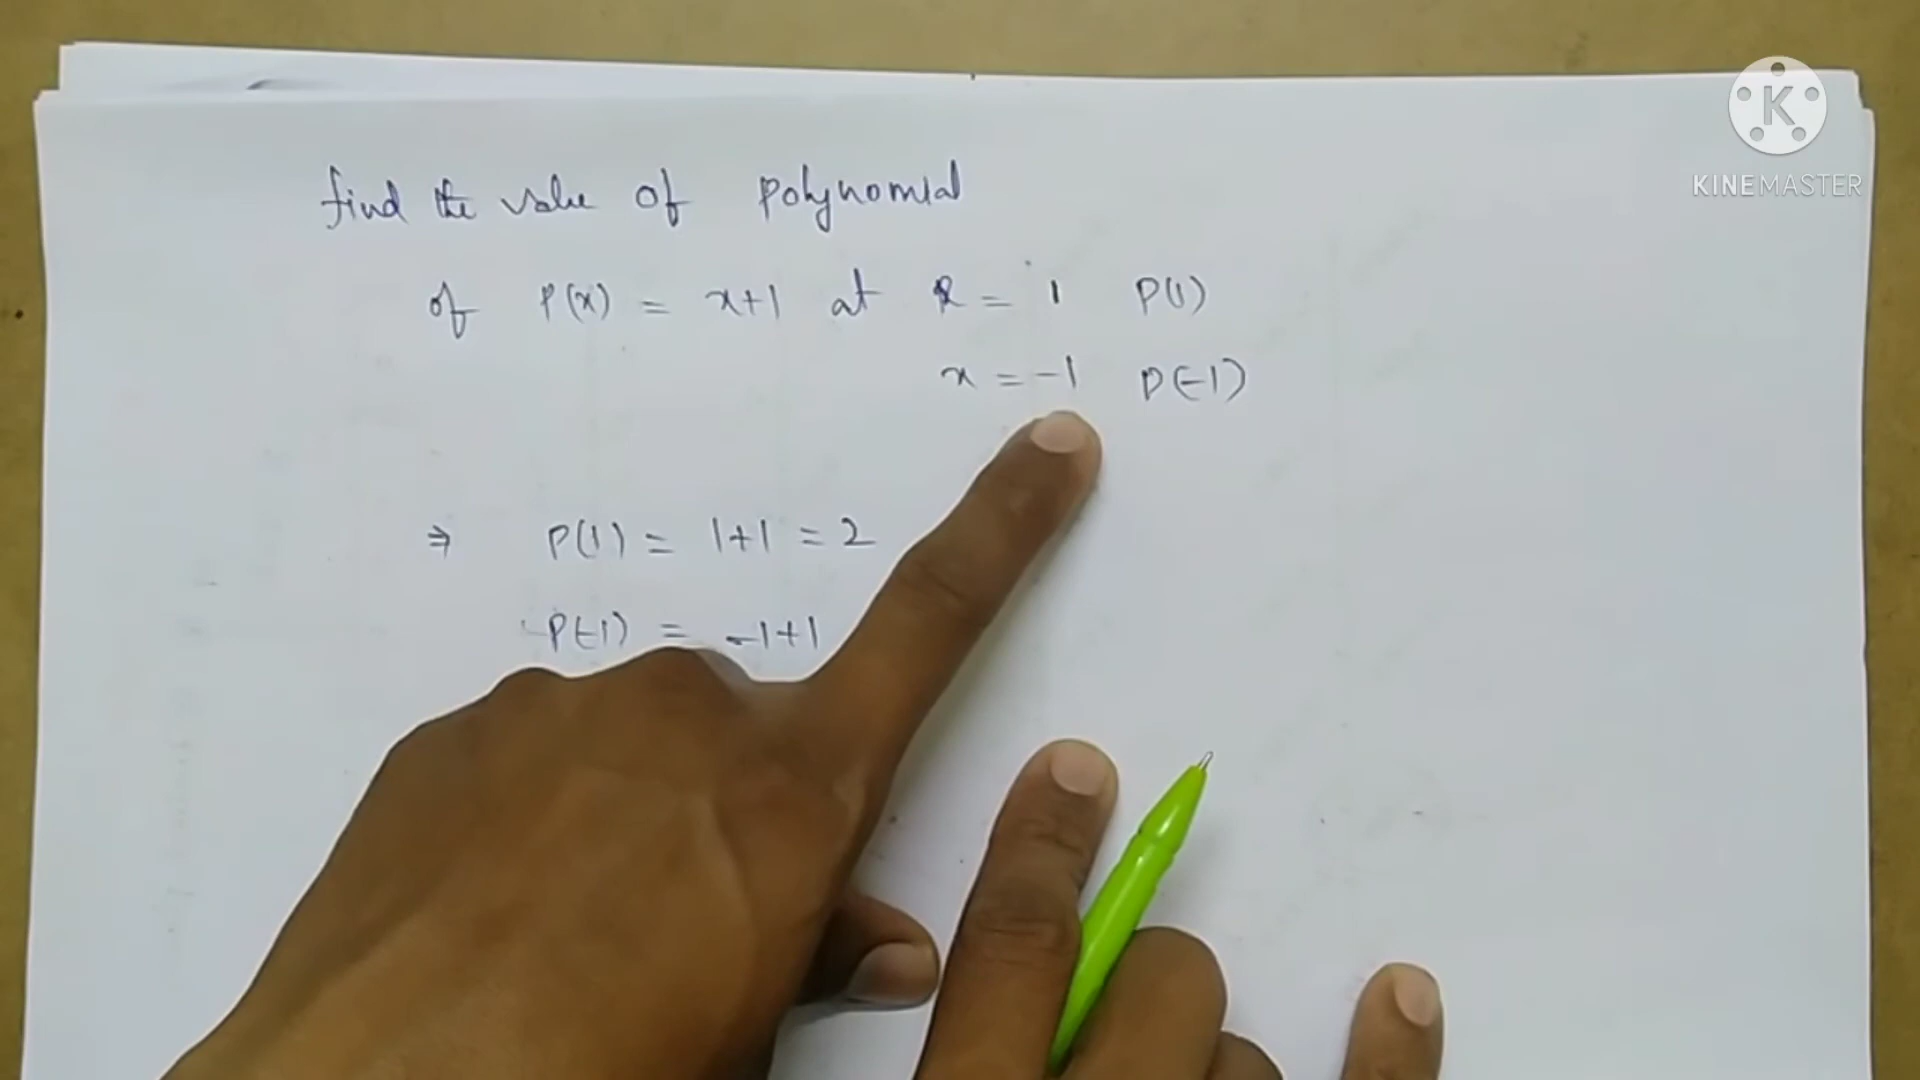 find the value of polynomial
of P(x) = x+1 at x = 1 P(1)
x = -1 P(-1)
⇒ P(1) = 1+1 = 2
P(-1) = -1+1
K
KINEMASTER